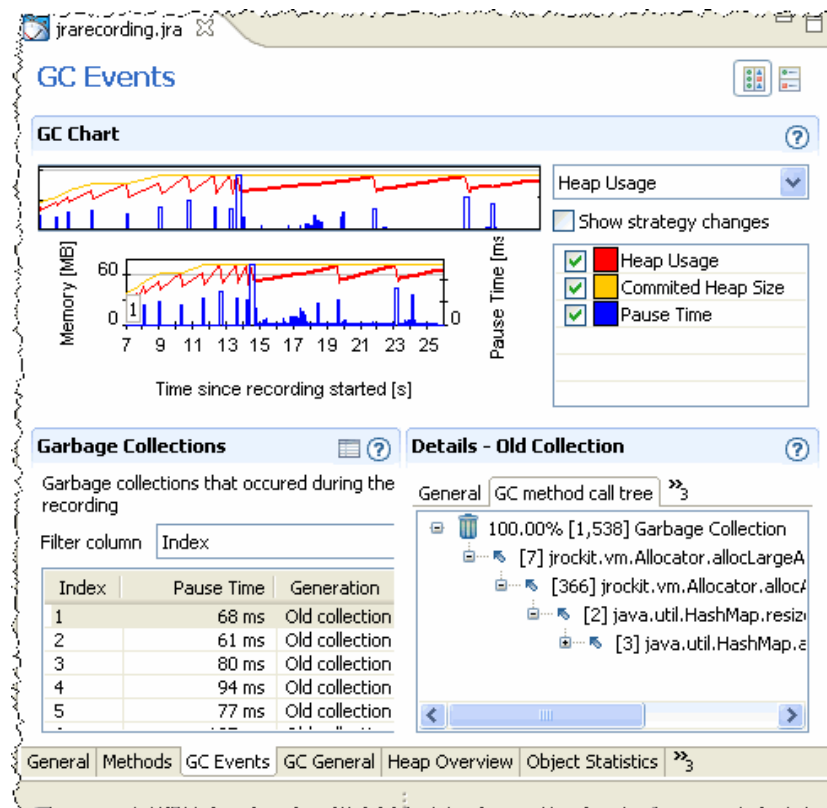 jrarecording.jra
GC Events
GC Chart
Heap Usage
Show strategy changes
Heap Usage
Commited Heap Size
Pause Time
Memory [MB]
60
0
1
0
Pause Time [ms
7 9 11 13 15 17 19 21 23 25
Time since recording started [s]
Garbage Collections
Garbage collections that occured during the
recording
Filter column Index
Index Pause Time Generation
1 68 ms Old collection
2 61 ms Old collection
3 80 ms Old collection
4 94 ms Old collection
5 77 ms Old collection
Details - Old Collection
General GC method call tree »3
100.00% [1,538] Garbage Collection
[7] jrockit.vm.Allocator.allocLargeA
[366] jrockit.vm.Allocator.alloc
[2] java.util.HashMap.resiz
[3] java.util.HashMap.a
General Methods GC Events GC General Heap Overview Object Statistics »3